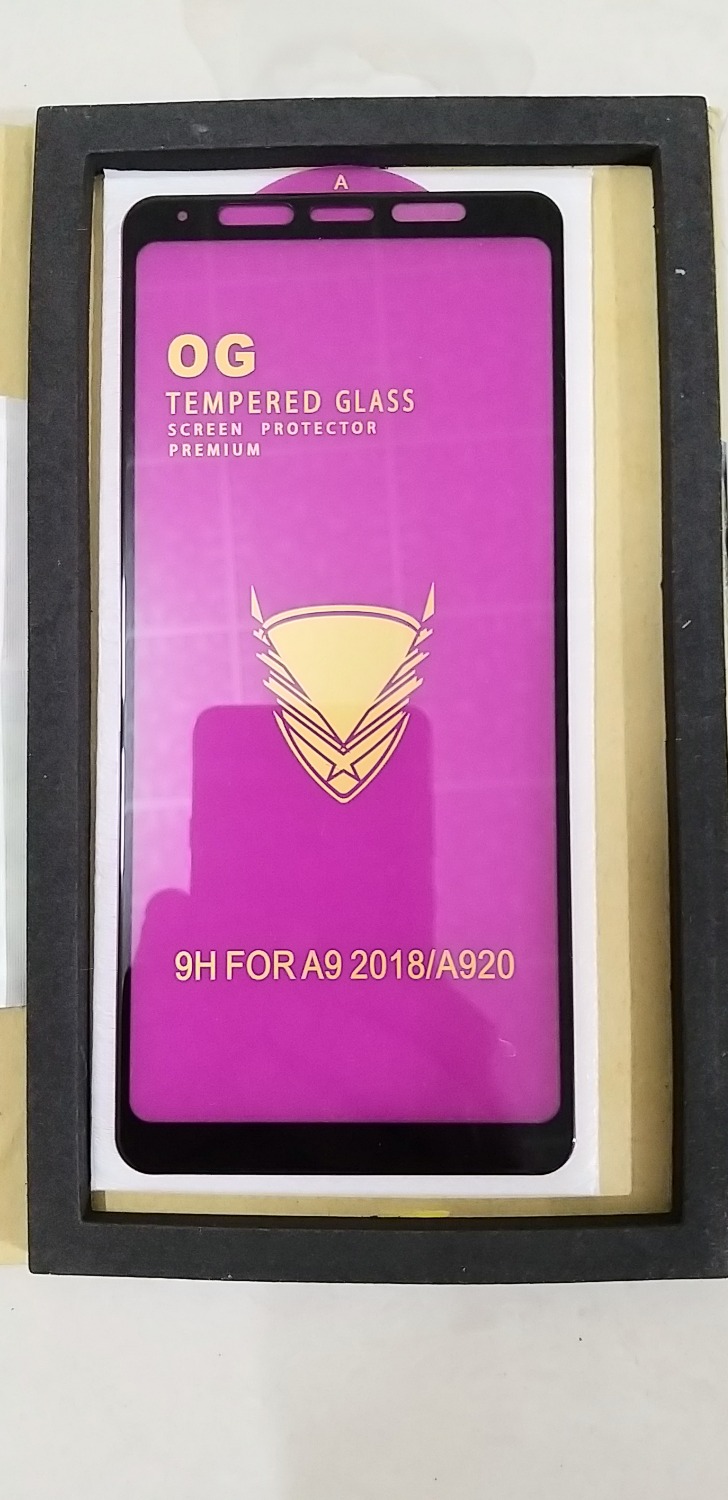 A
OG
TEMPERED GLASS
SCREEN PROTECTOR
PREMIUM
9H FOR A9 2018/A920